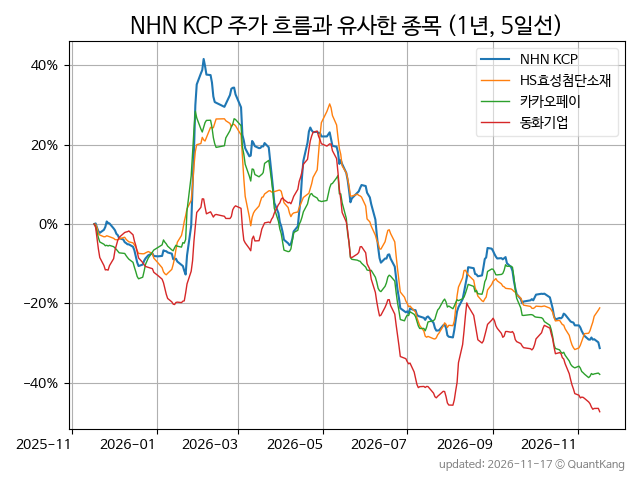 NHN KCP 주가 흐름과 유사한 종목 (1년, 5일선)
NHN KCP
HS효성첨단소재
카카오페이
동화기업
40%
20%
0%
−20%
−40%
2025−11
2026−01
2026−03
2026−05
2026−07
2026−09
2026−11
updated: 2026-11-17 © QuantKang